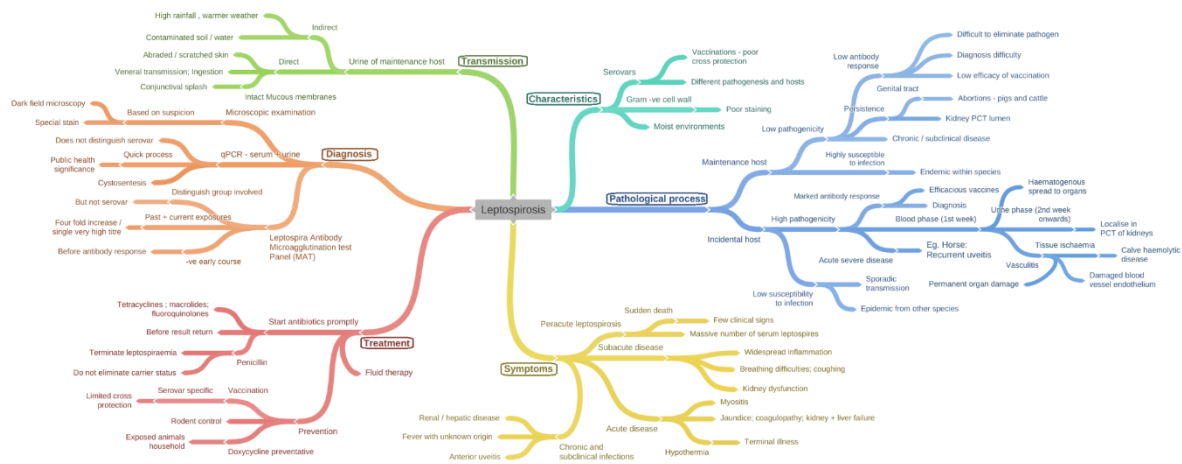 Leptospirosis
Transmission
Urine of maintenance host
Indirect
High rainfall , warmer weather
Contaminated soil / water
Direct
Abraded / scratched skin
Veneral transmission; Ingestion
Conjunctival splash
Intact Mucous membranes
Diagnosis
Microscopic examination
Based on suspicion
Dark field microscopy
Special stain
qPCR - serum + urine
Does not distinguish serovar
Quick process
Public health
significance
Cystosentesis
Leptospira Antibody
Microagglutination test
Panel (MAT)
Distinguish group involved
But not serovar
Past + current exposures
Four fold increase /
single very high titre
-ve early course
Before antibody response
Treatment
Start antibiotics promptly
Tetracyclines ; macrolides;
fluoroquinolones
Before result return
Penicillin
Terminate leptospiraemia
Do not eliminate carrier status
Fluid therapy
Prevention
Vaccination
Serovar specific
Limited cross
protection
Rodent control
Doxycycline preventative
Exposed animals
household
Characteristics
Serovars
Vaccinations - poor
cross protection
Different pathogenesis and hosts
Gram -ve cell wall
Poor staining
Moist environments
Pathological process
Maintenance host
Low pathogenicity
Low antibody
response
Difficult to eliminate pathogen
Diagnosis difficulty
Low efficacy of vaccination
Persistence
Genital tract
Abortions - pigs and cattle
Kidney PCT lumen
Chronic / subclinical disease
Highly susceptible
to infection
Endemic within species
Incidental host
High pathogenicity
Marked antibody response
Efficacious vaccines
Diagnosis
Blood phase (1st week)
Urine phase (2nd week
onwards)
Haematogenous
spread to organs
Localise in
PCT of kidneys
Vasculitis
Tissue ischaemia
Calve haemolytic
disease
Damaged blood
vessel endothelium
Permanent organ damage
Acute severe disease
Eg. Horse:
Recurrent uveitis
Low susceptibility
to infection
Sporadic
transmission
Epidemic from other species
Symptoms
Peracute leptospirosis
Sudden death
Few clinical signs
Massive number of serum leptospires
Subacute disease
Widespread inflammation
Breathing difficulties; coughing
Kidney dysfunction
Acute disease
Myositis
Jaundice; coagulopathy; kidney + liver failure
Hypothermia
Terminal illness
Chronic and
subclinical infections
Renal / hepatic disease
Fever with unknown origin
Anterior uveitis